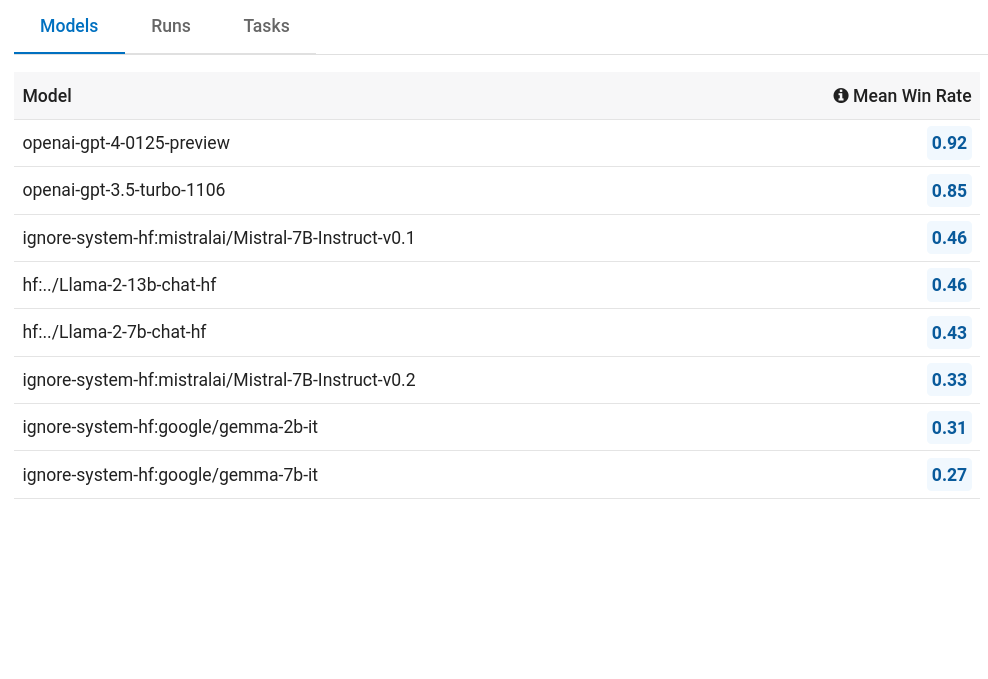 Models Runs Tasks
Model Mean Win Rate
openai-gpt-4-0125-preview 0.92
openai-gpt-3.5-turbo-1106 0.85
ignore-system-hf:mistralai/Mistral-7B-Instruct-v0.1 0.46
hf:../Llama-2-13b-chat-hf 0.46
hf:../Llama-2-7b-chat-hf 0.43
ignore-system-hf:mistralai/Mistral-7B-Instruct-v0.2 0.33
ignore-system-hf:google/gemma-2b-it 0.31
ignore-system-hf:google/gemma-7b-it 0.27